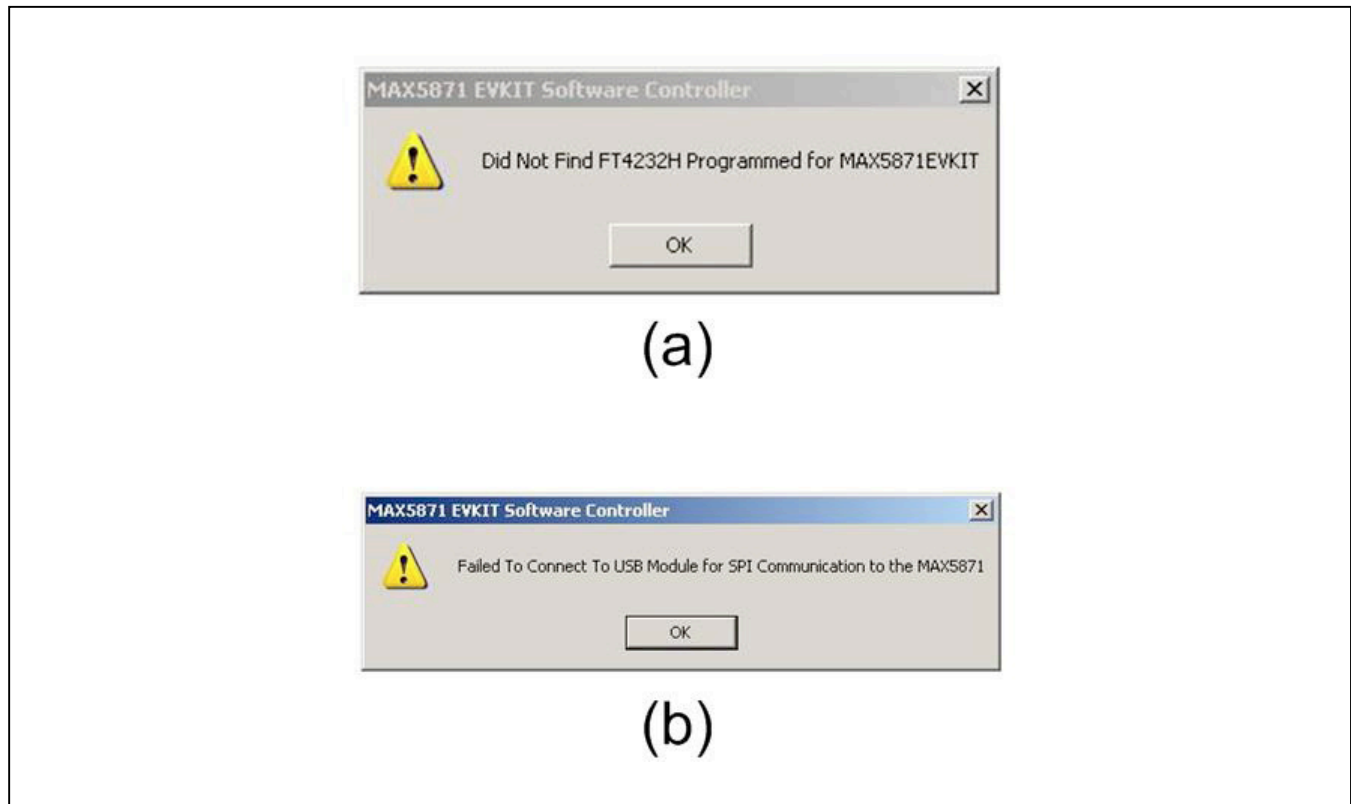 MAX5871 EVKIT Software Controller
Did Not Find FT4232H Programmed for MAX5871EVKIT
OK
(a)
MAX5871 EVKIT Software Controller
Failed To Connect To USB Module for SPI Communication to the MAX5871
OK
(b)